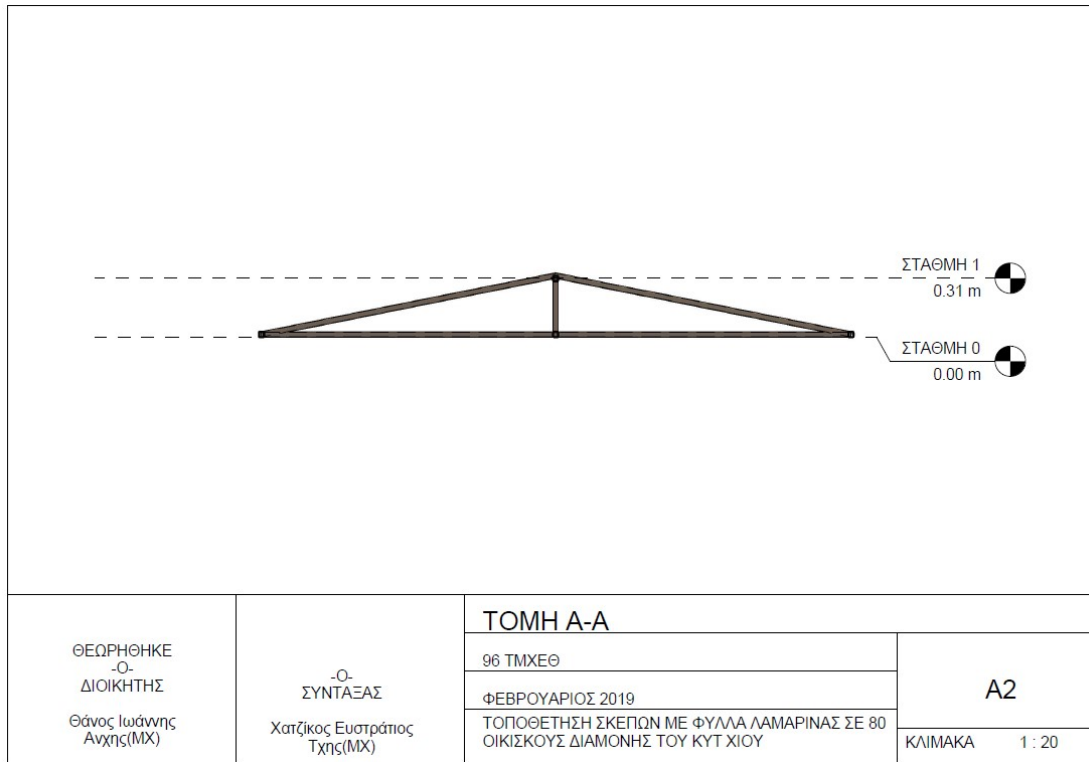 ΣΤΑΘΜΗ 1
0.31 m
ΣΤΑΘΜΗ 0
0.00 m
ΘΕΩΡΗΘΗΚΕ
-Ο-
ΔΙΟΙΚΗΤΗΣ
Θάνος Ιωάννης
Ανχης(ΜΧ)
-Ο-
ΣΥΝΤΑΞΑΣ
Χατζίκος Ευστράτιος
Τχης(ΜΧ)
ΤΟΜΗ Α-Α
96 ΤΜΧΕΘ
ΦΕΒΡΟΥΑΡΙΟΣ 2019
ΤΟΠΟΘΕΤΗΣΗ ΣΚΕΠΩΝ ΜΕ ΦΥΛΛΑ ΛΑΜΑΡΙΝΑΣ ΣΕ 80
ΟΙΚΙΣΚΟΥΣ ΔΙΑΜΟΝΗΣ ΤΟΥ ΚΥΤ ΧΙΟΥ
Α2
ΚΛΙΜΑΚΑ 1 : 20